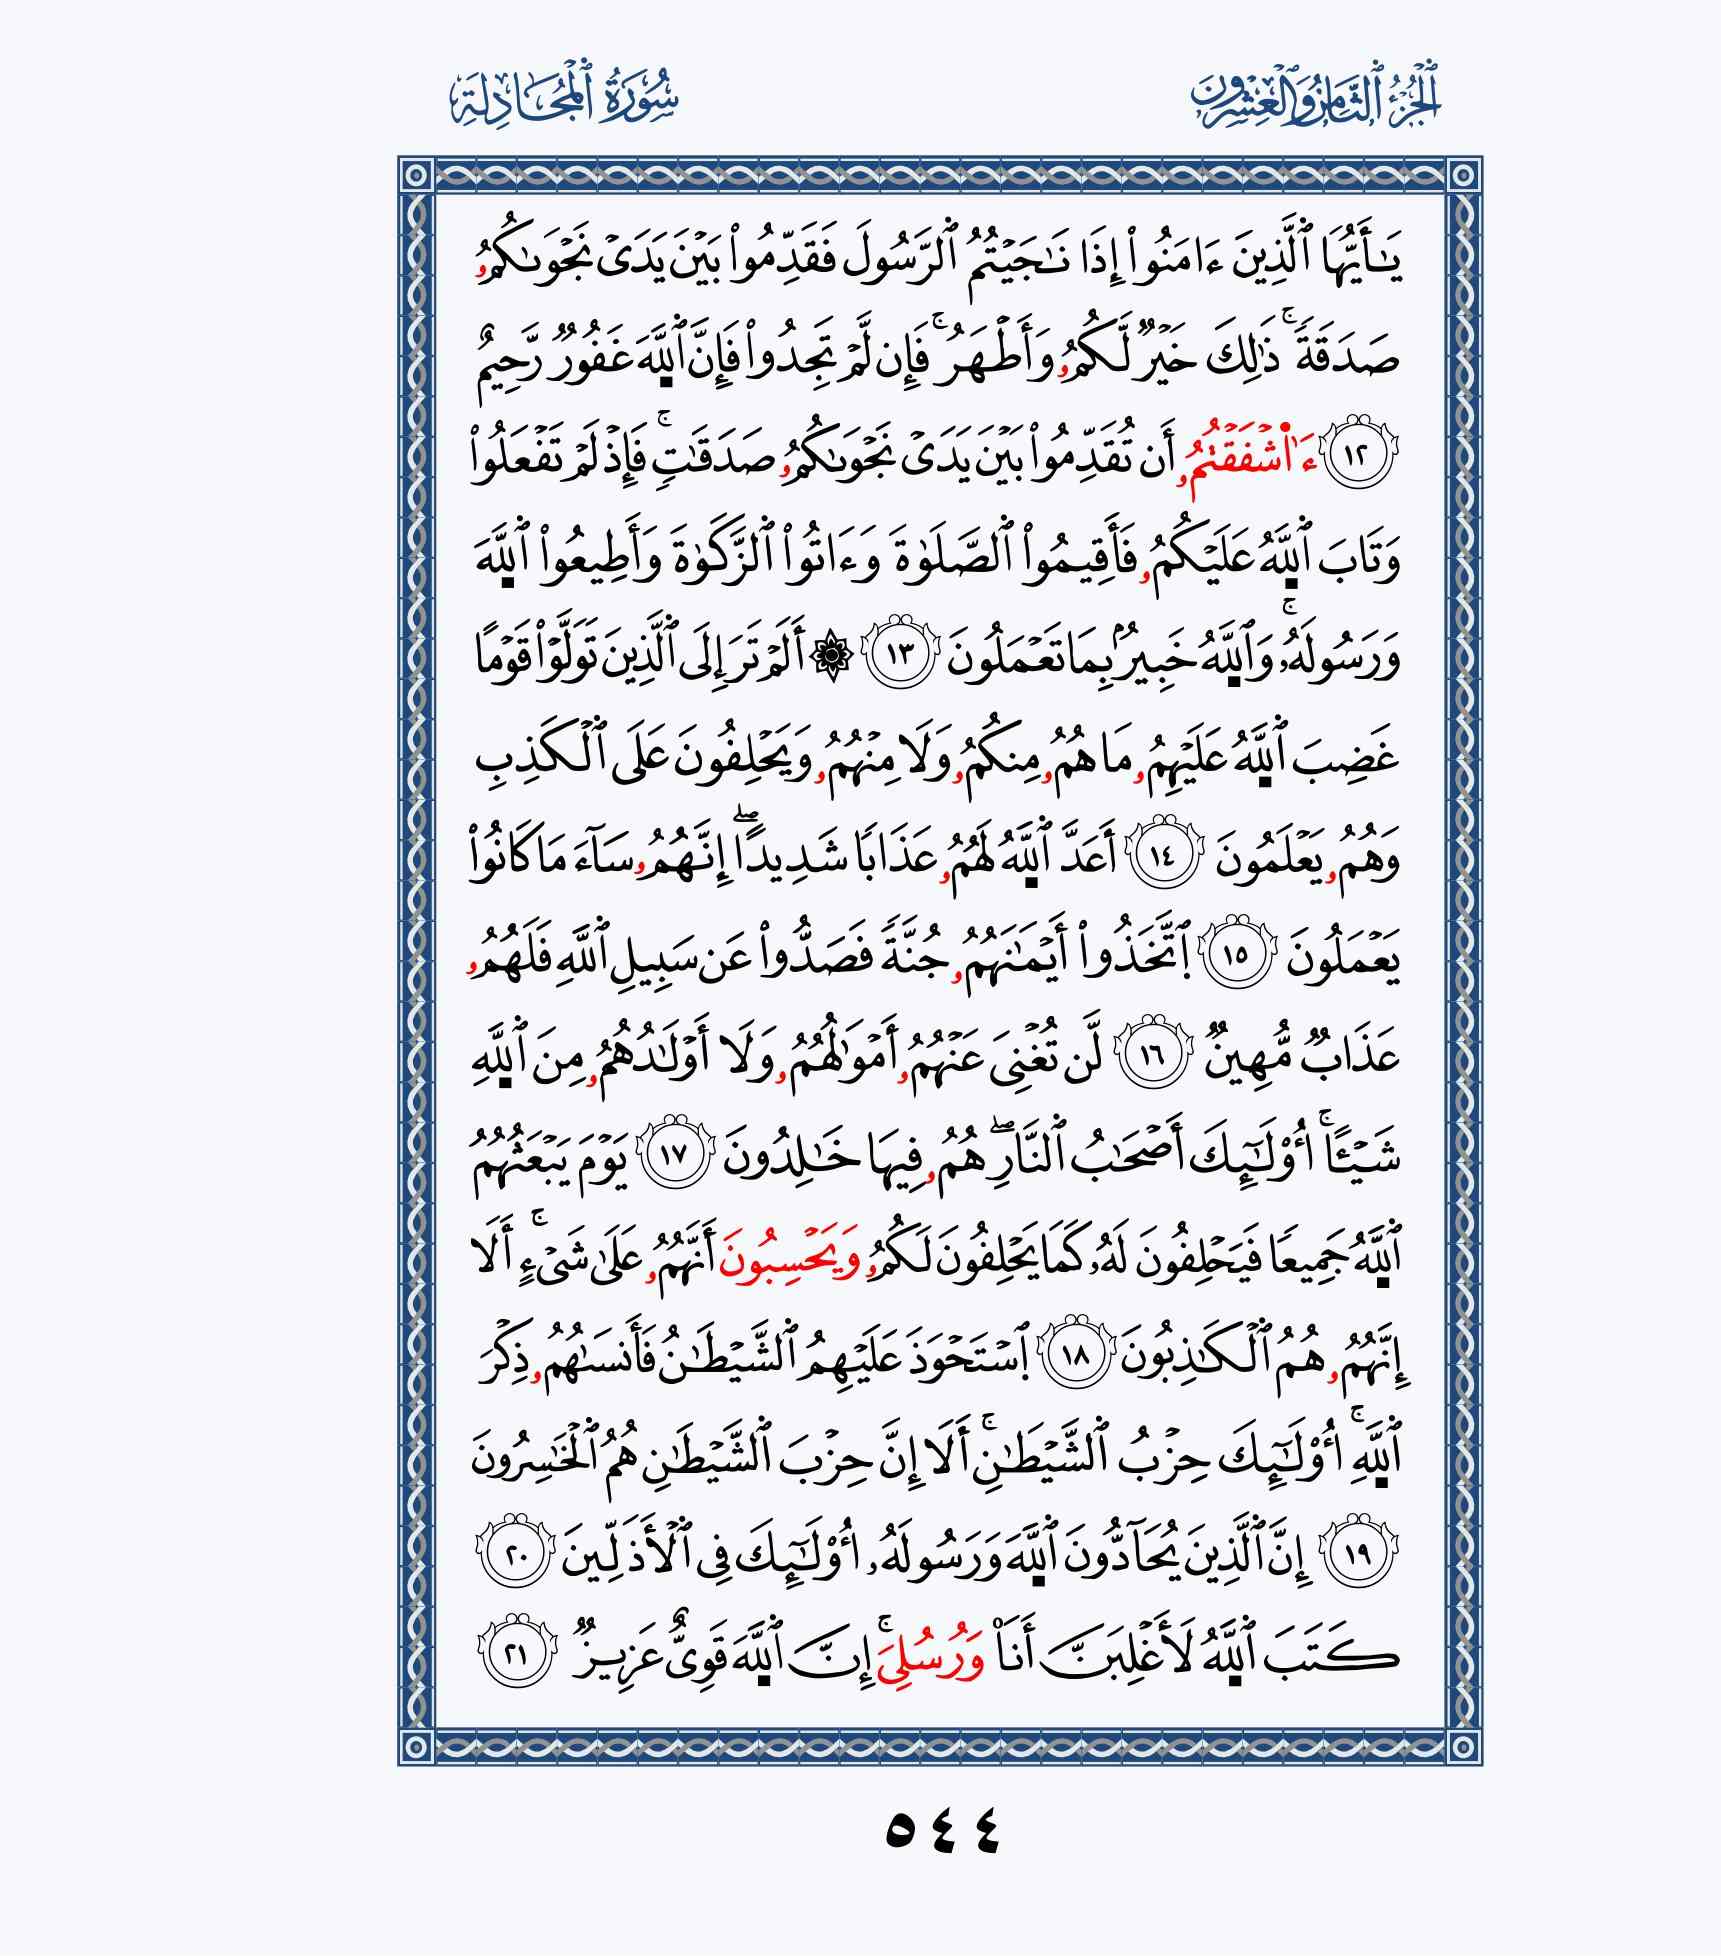 ٱلْجُزْءُ ٱلثَّامِنُ وَٱلْعِشْرُونَ
سُورَةُ ٱلْمُجَادِلَةِ
يَٰٓأَيُّهَا ٱلَّذِينَ ءَامَنُوا۟ إِذَا نَٰجَيْتُمُ ٱلرَّسُولَ فَقَدِّمُوا۟ بَيْنَ يَدَىْ نَجْوَىٰكُمُۥ
صَدَقَةًۚ ذَٰلِكَ خَيْرٌ لَّكُمُۥ وَأَطْهَرُۚ فَإِن لَّمْ تَجِدُوا۟ فَإِنَّ ٱللَّهَ غَفُورٌ رَّحِيمٌ
١٢ ءَا۬شْفَقْتُمُۥ أَن تُقَدِّمُوا۟ بَيْنَ يَدَىْ نَجْوَىٰكُمُۥ صَدَقَٰتٍۚ فَإِذْ لَمْ تَفْعَلُوا۟
وَتَابَ ٱللَّهُ عَلَيْكُمُۥ فَأَقِيمُوا۟ ٱلصَّلَوٰةَ وَءَاتُوا۟ ٱلزَّكَوٰةَ وَأَطِيعُوا۟ ٱللَّهَ
وَرَسُولَهُۥۚ وَٱللَّهُ خَبِيرُۢ بِمَا تَعْمَلُونَ ١٣ ۞ أَلَمْ تَرَ إِلَى ٱلَّذِينَ تَوَلَّوْا۟ قَوْمًا
غَضِبَ ٱللَّهُ عَلَيْهِمُۥ مَا هُمُۥ مِنكُمُۥ وَلَا مِنْهُمُۥ وَيَحْلِفُونَ عَلَى ٱلْكَذِبِ
وَهُمُۥ يَعْلَمُونَ ١٤ أَعَدَّ ٱللَّهُ لَهُمُۥ عَذَابًا شَدِيدًاۖ إِنَّهُمُۥ سَآءَ مَا كَانُوا۟
يَعْمَلُونَ ١٥ ٱِتَّخَذُوا۟ أَيْمَٰنَهُمُۥ جُنَّةً فَصَدُّوا۟ عَن سَبِيلِ ٱللَّهِ فَلَهُمُۥ
عَذَابٌ مُّهِينٌ ١٦ لَّن تُغْنِىَ عَنْهُمُۥ أَمْوَٰلُهُمُۥ وَلَا أَوْلَٰدُهُمُۥ مِنَ ٱللَّهِ
شَيْـًٔاۚ أُو۟لَٰٓئِكَ أَصْحَٰبُ ٱلنَّارِۖ هُمُۥ فِيهَا خَٰلِدُونَ ١٧ يَوْمَ يَبْعَثُهُمُ
ٱللَّهُ جَمِيعًا فَيَحْلِفُونَ لَهُۥ كَمَا يَحْلِفُونَ لَكُمُۥ وَيَحْسِبُونَ أَنَّهُمُۥ عَلَىٰ شَىْءٍۚ أَلَا
إِنَّهُمُۥ هُمُ ٱلْكَٰذِبُونَ ١٨ ٱِسْتَحْوَذَ عَلَيْهِمُ ٱلشَّيْطَٰنُ فَأَنسَىٰهُمُۥ ذِكْرَ
ٱللَّهِۚ أُو۟لَٰٓئِكَ حِزْبُ ٱلشَّيْطَٰنِۚ أَلَا إِنَّ حِزْبَ ٱلشَّيْطَٰنِ هُمُ ٱلْخَٰسِرُونَ
١٩ إِنَّ ٱلَّذِينَ يُحَآدُّونَ ٱللَّهَ وَرَسُولَهُۥ أُو۟لَٰٓئِكَ فِى ٱلْأَذَلِّينَ ٢٠
كَتَبَ ٱللَّهُ لَأَغْلِبَنَّ أَنَا۠ وَرُسُلِىَۚ إِنَّ ٱللَّهَ قَوِىٌّ عَزِيزٌ ٢١
٥٤٤